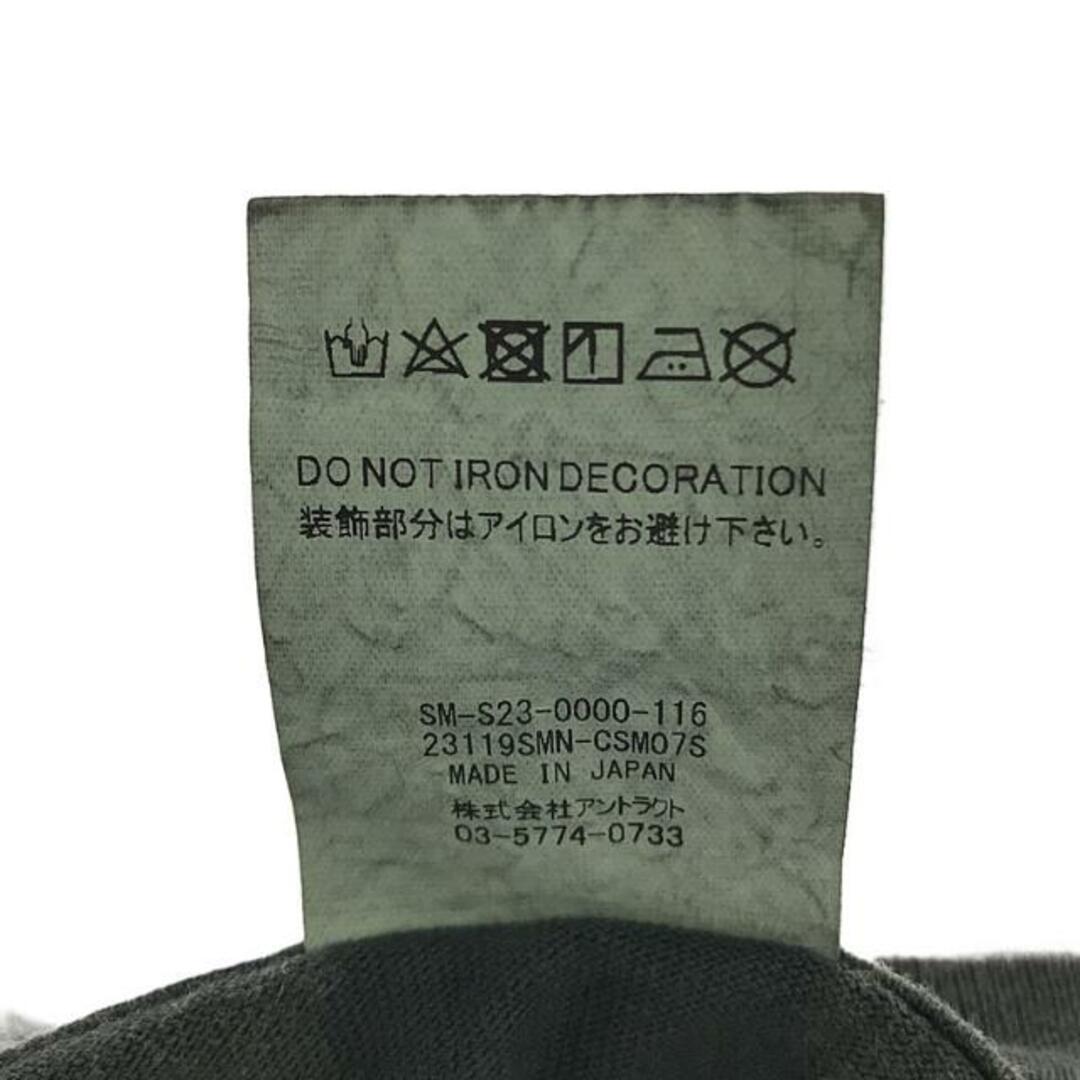 DO NOT IRON DECORATION
装飾部分はアイロンをお避け下さい。
SM-S23-0000-116
23119SMN-CSM07S
MADE IN JAPAN
株式会社アントラクト
03-5774-0733